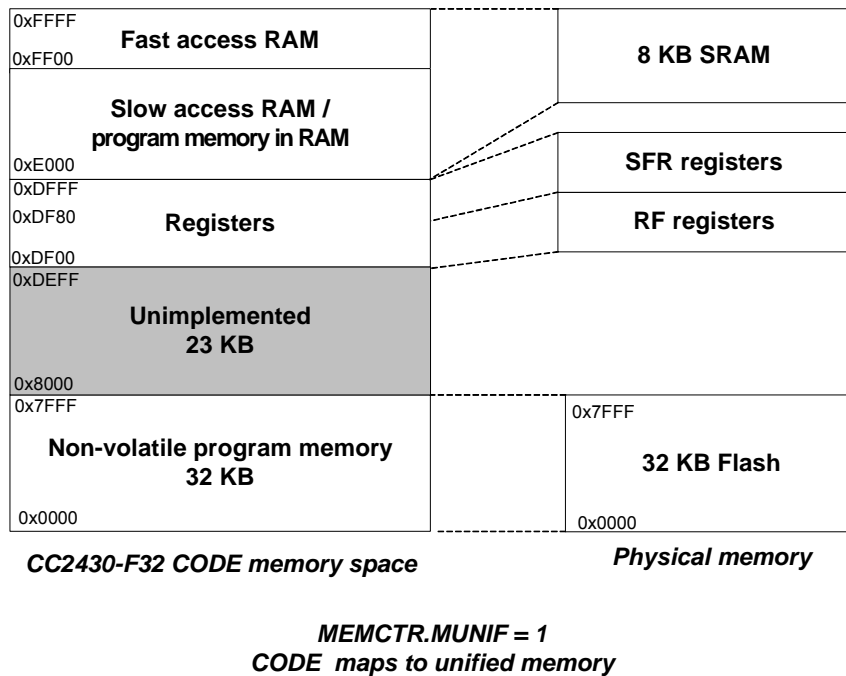 0xFFFF
Fast access RAM
0xFF00
Slow access RAM /
program memory in RAM
0xE000
0xDFFF
0xDF80
Registers
0xDF00
0xDEFF
Unimplemented
23 KB
0x8000
0x7FFF
Non-volatile program memory
32 KB
0x0000
8 KB SRAM
SFR registers
RF registers
0x7FFF
32 KB Flash
0x0000
CC2430-F32 CODE memory space
Physical memory
MEMCTR.MUNIF = 1
CODE maps to unified memory